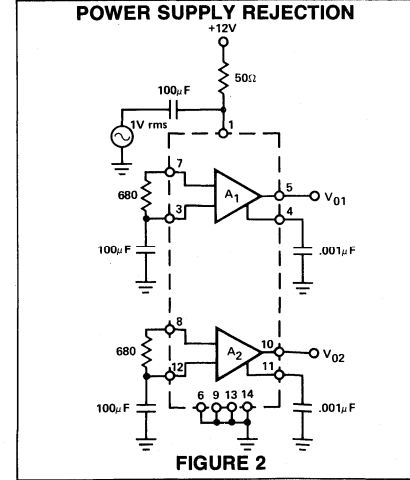 POWER SUPPLY REJECTION
+12V
50Ω
100μF
1V rms
1
7
680
A1
5
V01
3
4
100μF
.001μF
8
680
A2
10
V02
12
11
100μF
6 9 13 14
.001μF
FIGURE 2